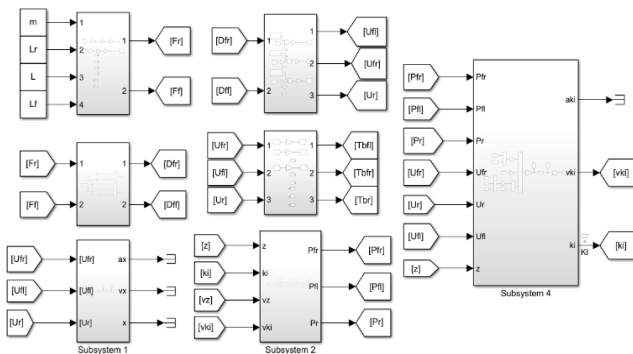 m
Lr
L
Lf
1
2
3
4
1
2
[Fr]
[Ff]
[Dfr]
[Dff]
1
2
1
2
3
[Ufl]
[Ufr]
[Ur]
[Fr]
[Ff]
1
2
1
2
[Dfr]
[Dff]
[Ufr]
[Ufl]
[Ur]
1
2
3
1
2
3
[Tbfl]
[Tbfr]
[Tbr]
[Ufr]
[Ufl]
[Ur]
[Ufr]
[Ufl]
[Ur]
ax
vx
x
Subsystem 1
[z]
[ki]
[vz]
[vki]
z
ki
vz
vki
Pfr
Pfl
Pr
[Pfr]
[Pfl]
[Pr]
Subsystem 2
[Pfr]
[Pfl]
[Pr]
[Ufr]
[Ur]
[Ufl]
[z]
Pfr
Pfl
Pr
Ufr
Ur
Ufl
z
aki
vki
ki
[vki]
[ki]
Ki
Subsystem 4